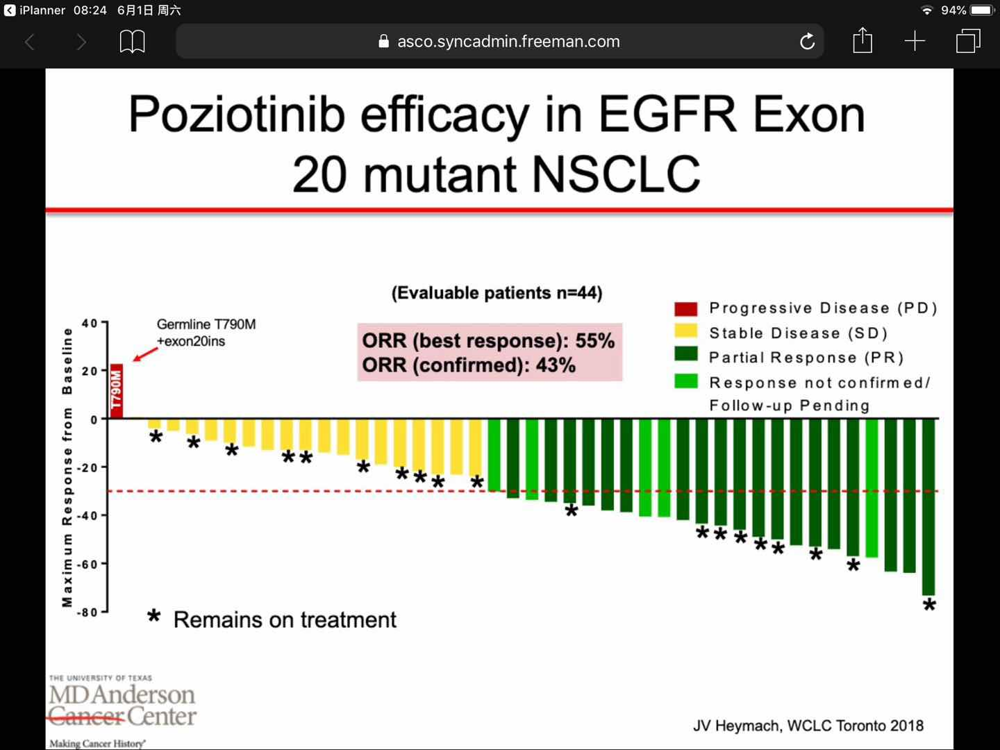 iPlanner 08:24 6月1日 周六
94%
asco.syncadmin.freeman.com
Poziotinib efficacy in EGFR Exon
20 mutant NSCLC
(Evaluable patients n=44)
ORR (best response): 55%
ORR (confirmed): 43%
Progressive Disease (PD)
Stable Disease (SD)
Partial Response (PR)
Response not confirmed/
Follow-up Pending
Germline T790M
+exon20ins
T790M
Maximum Response from Baseline
40
20
0
-20
-40
-60
-80
* * * * * * * * * * *
* * * * * * * * *
* Remains on treatment
THE UNIVERSITY OF TEXAS
MD Anderson
Cancer Center
Making Cancer History®
JV Heymach, WCLC Toronto 2018